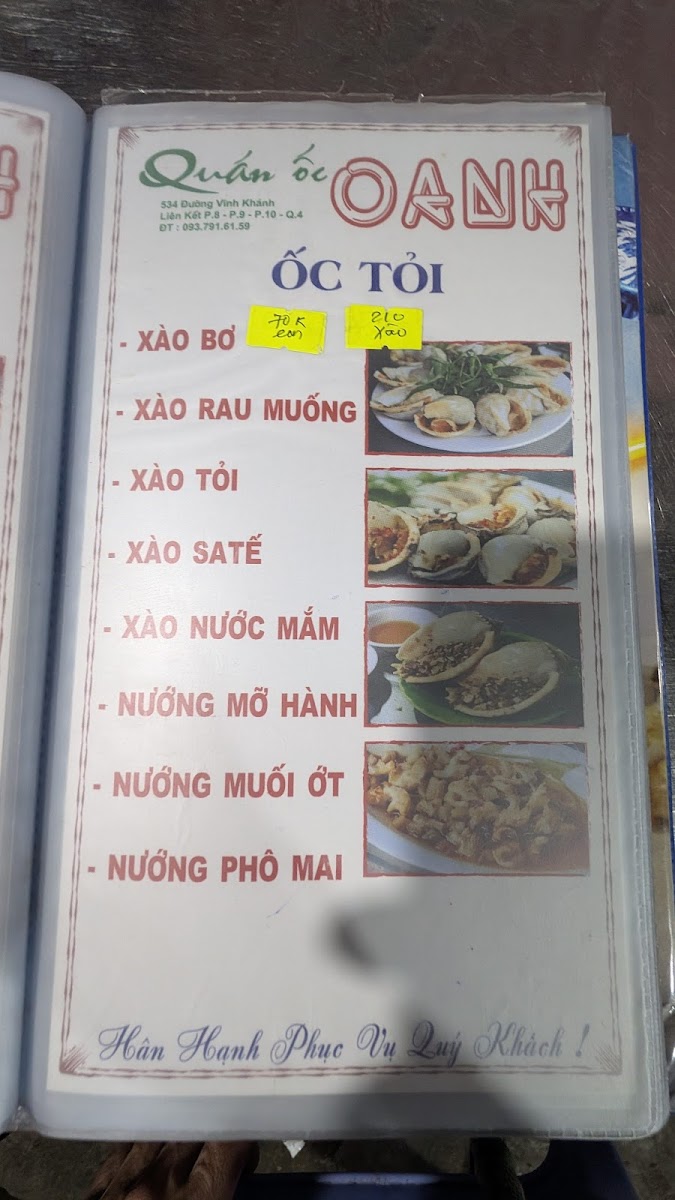 Quán ốc OANH
534 Đường Vĩnh Khánh
Liên Kết P.8 - P.9 - P.10 - Q.4
ĐT : 093.791.61.59
ỐC TỎI
70K
con
210
xào
- XÀO BƠ
- XÀO RAU MUỐNG
- XÀO TỎI
- XÀO SATẾ
- XÀO NƯỚC MẮM
- NƯỚNG MỠ HÀNH
- NƯỚNG MUỐI ỚT
- NƯỚNG PHÔ MAI
Hân Hạnh Phục Vụ Quý Khách !